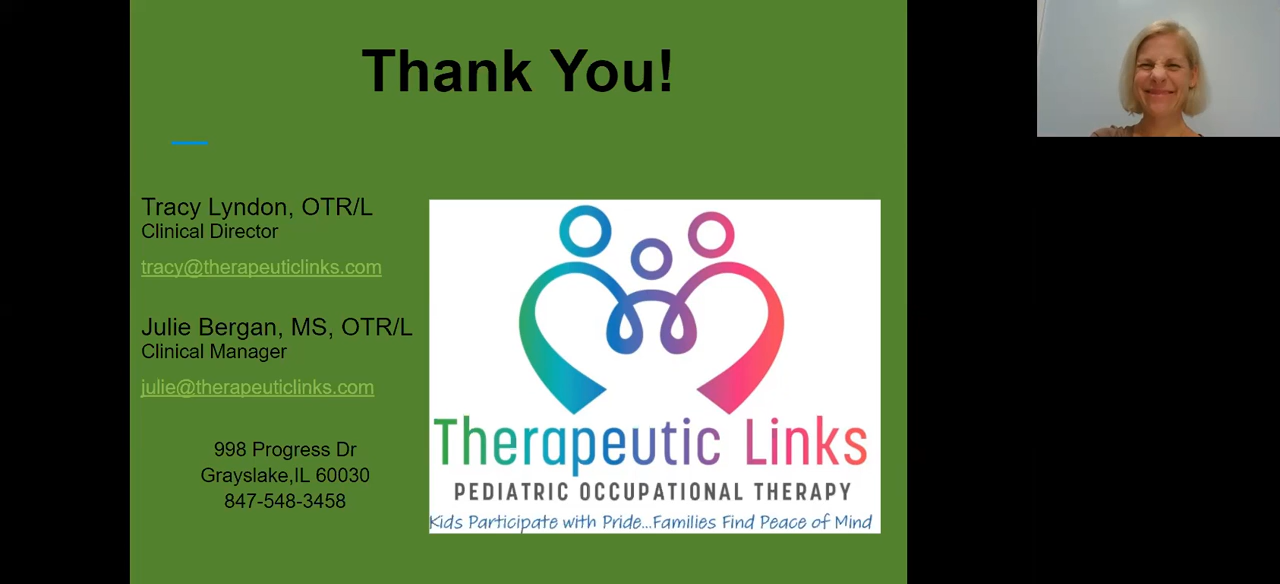 Thank You!
Tracy Lyndon, OTR/L
Clinical Director
tracy@therapeuticlinks.com
Julie Bergan, MS, OTR/L
Clinical Manager
julie@therapeuticlinks.com
998 Progress Dr
Grayslake,IL 60030
847-548-3458
Therapeutic Links
PEDIATRIC OCCUPATIONAL THERAPY
Kids Participate with Pride...Families Find Peace of Mind